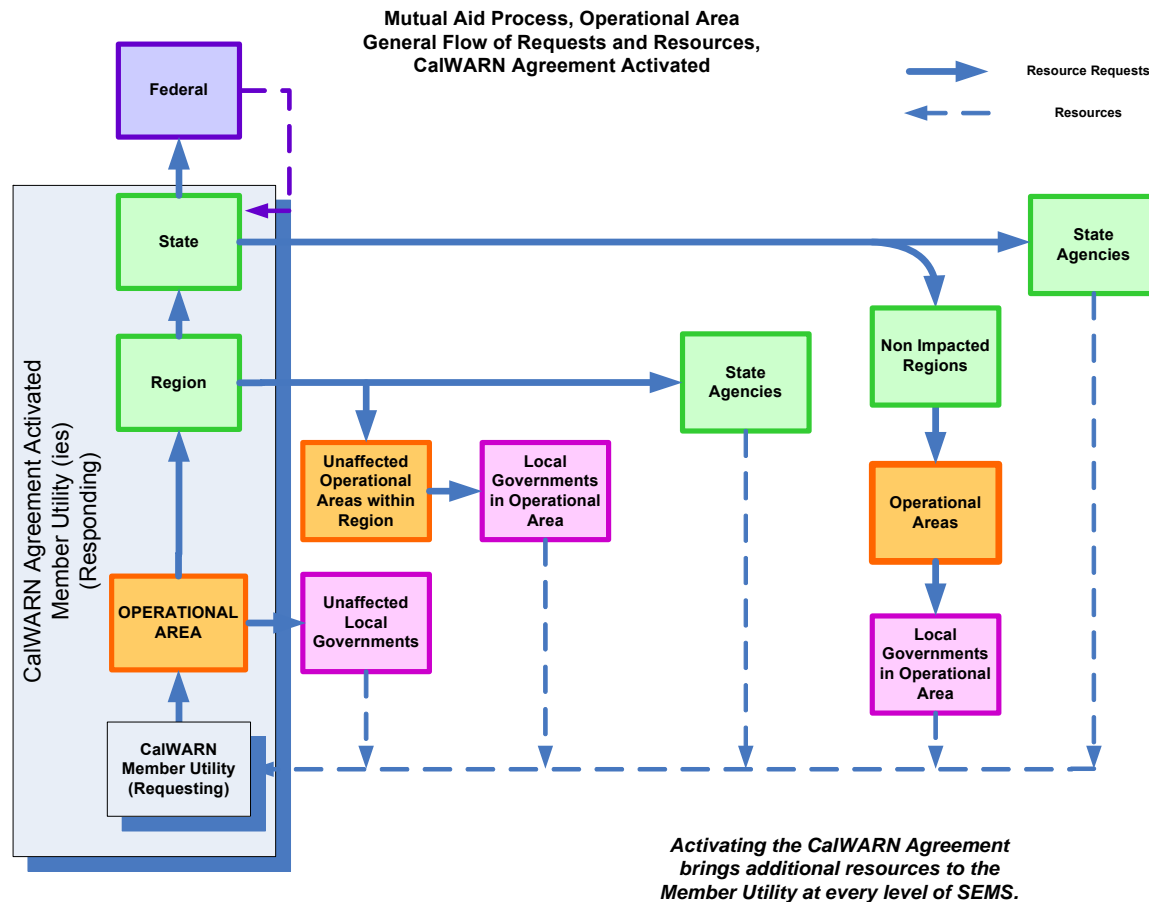 Mutual Aid Process, Operational Area
General Flow of Requests and Resources,
CalWARN Agreement Activated
Resource Requests
Resources
Federal
State
State
Agencies
Non Impacted
Regions
Region
State
Agencies
Unaffected
Operational
Areas within
Region
Local
Governments
in Operational
Area
Operational
Areas
CalWARN Agreement Activated
Member Utility (ies)
(Responding)
OPERATIONAL
AREA
Unaffected
Local
Governments
Local
Governments
in Operational
Area
CalWARN
Member Utility
(Requesting)
Activating the CalWARN Agreement
brings additional resources to the
Member Utility at every level of SEMS.